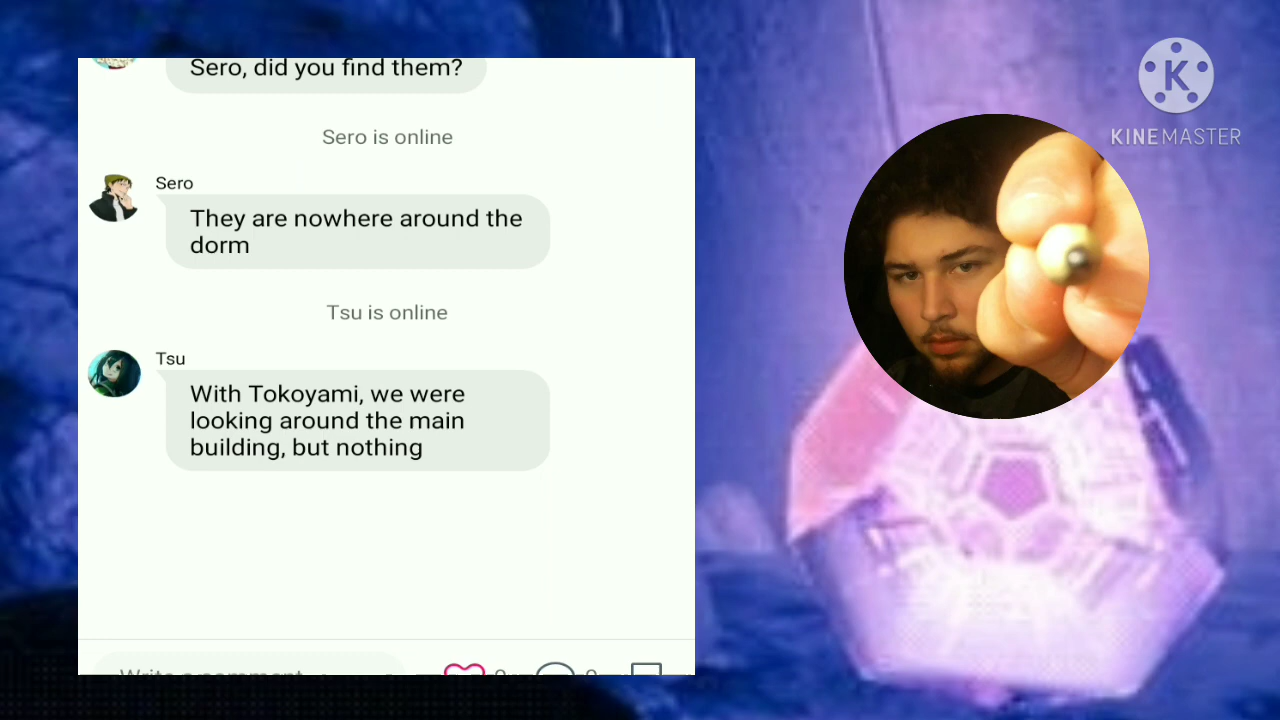 Sero, did you find them?
Sero is online
Sero
They are nowhere around the
dorm
Tsu is online
Tsu
With Tokoyami, we were
looking around the main
building, but nothing
Write a comment
K
KINEMASTER